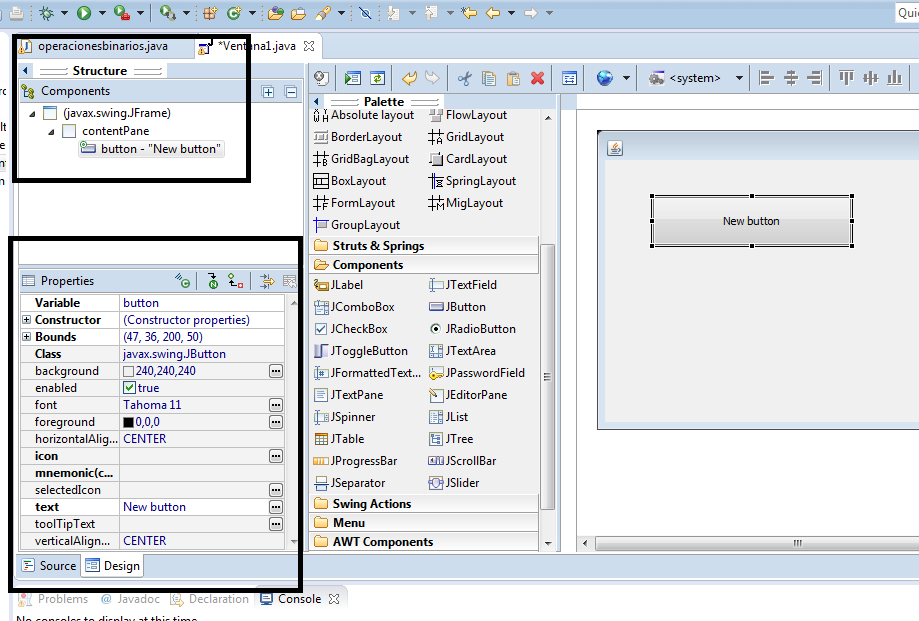 Quic
operacionesbinarios.java
*Ventana1.java
Structure
Components
(javax.swing.JFrame)
contentPane
button - "New button"
Properties
Variable button
Constructor (Constructor properties)
Bounds (47, 36, 200, 50)
Class javax.swing.JButton
background 240,240,240
enabled true
font Tahoma 11
foreground 0,0,0
horizontalAlig... CENTER
icon
mnemonic(c...
selectedIcon
text New button
toolTipText
verticalAlignm... CENTER
Source Design
<system>
Palette
Absolute layout FlowLayout
BorderLayout GridLayout
GridBagLayout CardLayout
BoxLayout SpringLayout
FormLayout MigLayout
GroupLayout
Struts & Springs
Components
JLabel JTextField
JComboBox JButton
JCheckBox JRadioButton
JToggleButton JTextArea
JFormattedText... JPasswordField
JTextPane JEditorPane
JSpinner JList
JTable JTree
JProgressBar JScrollBar
JSeparator JSlider
Swing Actions
Menu
AWT Components
New button
Problems @ Javadoc Declaration Console
No consoles to display at this time.